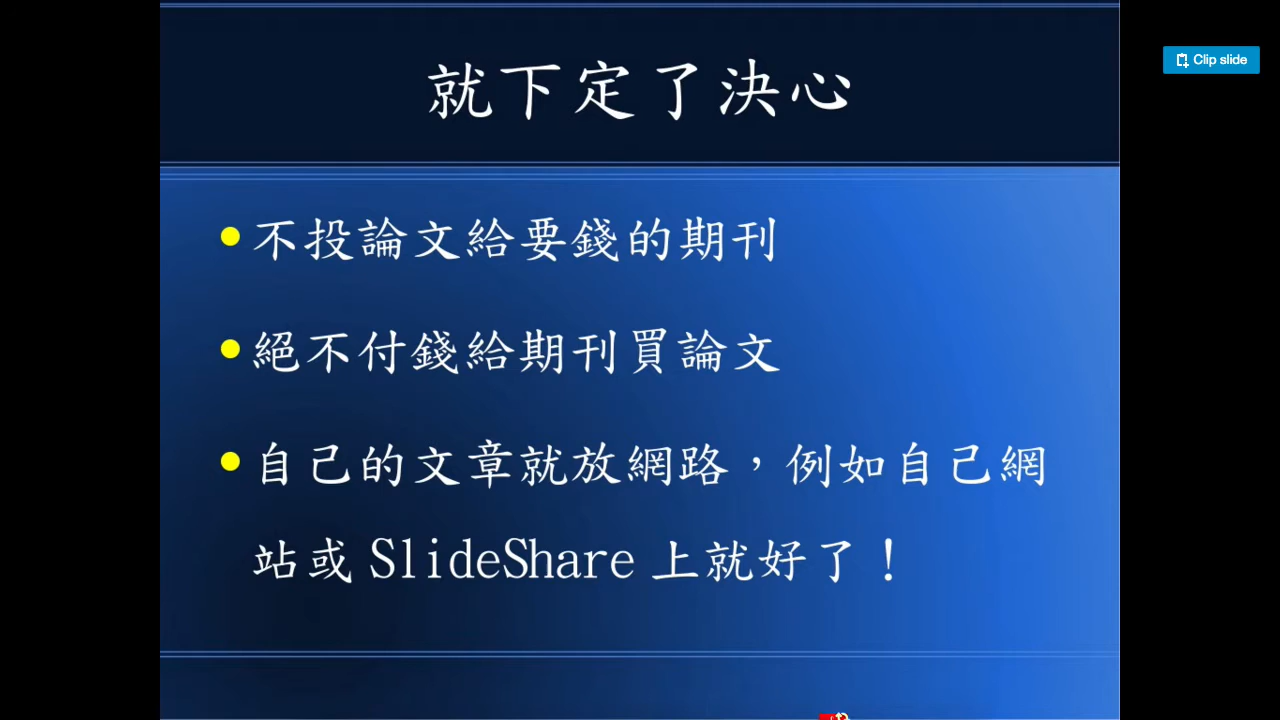 就下定了決心
Clip slide
不投論文給要錢的期刊
絕不付錢給期刊買論文
自己的文章就放網路，例如自己網
站或 SlideShare 上就好了！